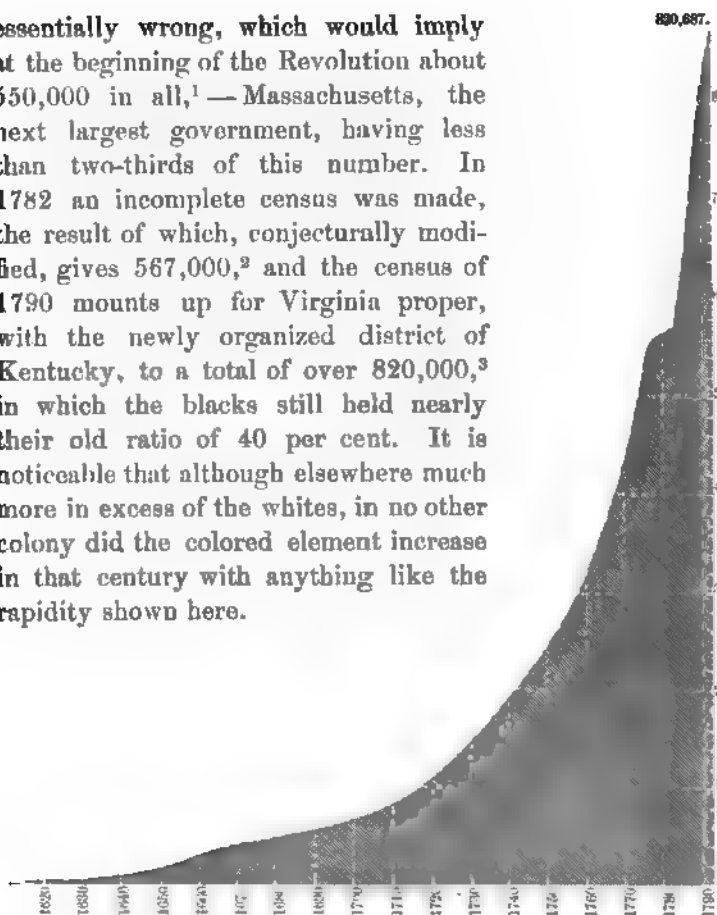 essentially wrong, which would imply
at the beginning of the Revolution about
550,000 in all,¹ — Massachusetts, the
next largest government, having less
than two-thirds of this number. In
1782 an incomplete census was made,
the result of which, conjecturally modi-
fied, gives 567,000,² and the census of
1790 mounts up for Virginia proper,
with the newly organized district of
Kentucky, to a total of over 820,000,³
in which the blacks still held nearly
their old ratio of 40 per cent. It is
noticeable that although elsewhere much
more in excess of the whites, in no other
colony did the colored element increase
in that century with anything like the
rapidity shown here.
820,687.
1620
1630
1640
1650
1690
1700
1710
1730
1740
1760
1770
1790